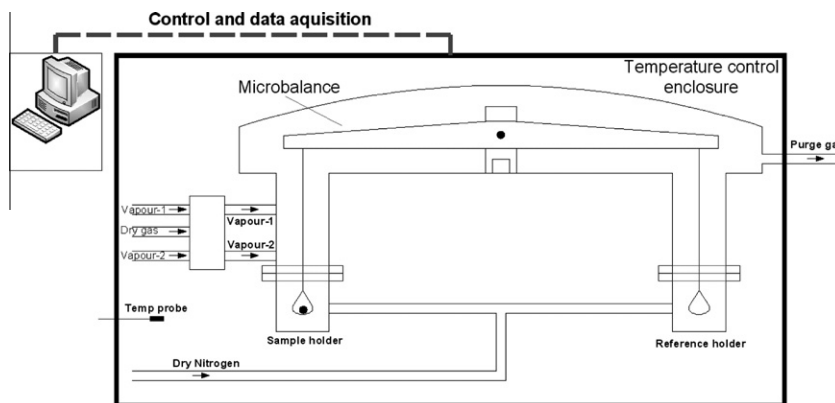 Control and data aquisition
Temperature control
enclosure
Microbalance
Purge ga
Vapour-1
Vapour-1
Dry gas
Vapour-2
Vapour-2
Temp probe
Sample holder
Reference holder
Dry Nitrogen